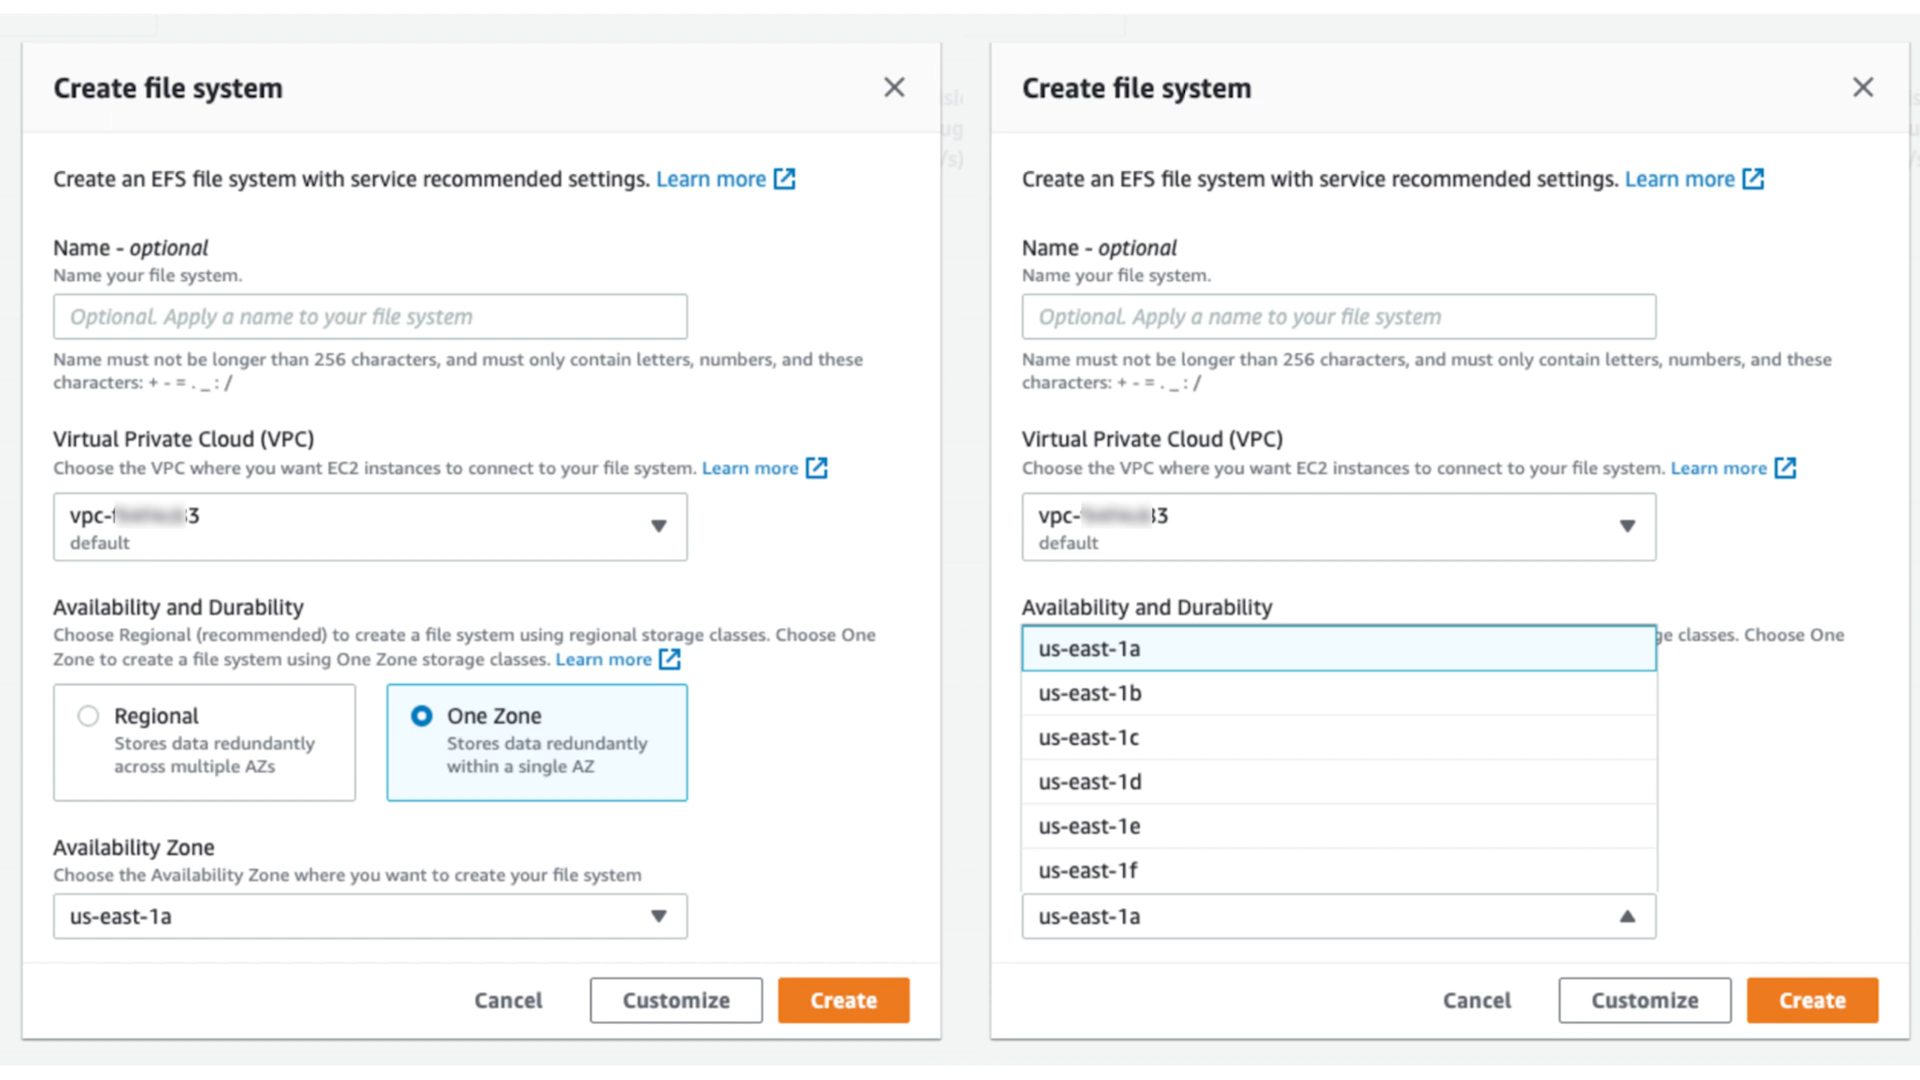 Create file system
Create an EFS file system with service recommended settings. Learn more
Name - optional
Name your file system.
Optional. Apply a name to your file system
Name must not be longer than 256 characters, and must only contain letters, numbers, and these
characters: + - = . _ : /
Virtual Private Cloud (VPC)
Choose the VPC where you want EC2 instances to connect to your file system. Learn more
vpc- 3
default
Availability and Durability
Choose Regional (recommended) to create a file system using regional storage classes. Choose One
Zone to create a file system using One Zone storage classes. Learn more
Regional
Stores data redundantly
across multiple AZs
One Zone
Stores data redundantly
within a single AZ
Availability Zone
Choose the Availability Zone where you want to create your file system
us-east-1a
Cancel
Customize
Create
Create file system
Create an EFS file system with service recommended settings. Learn more
Name - optional
Name your file system.
Optional. Apply a name to your file system
Name must not be longer than 256 characters, and must only contain letters, numbers, and these
characters: + - = . _ : /
Virtual Private Cloud (VPC)
Choose the VPC where you want EC2 instances to connect to your file system. Learn more
vpc- 3
default
Availability and Durability
ge classes. Choose One
us-east-1a
us-east-1b
us-east-1c
us-east-1d
us-east-1e
us-east-1f
us-east-1a
Cancel
Customize
Create